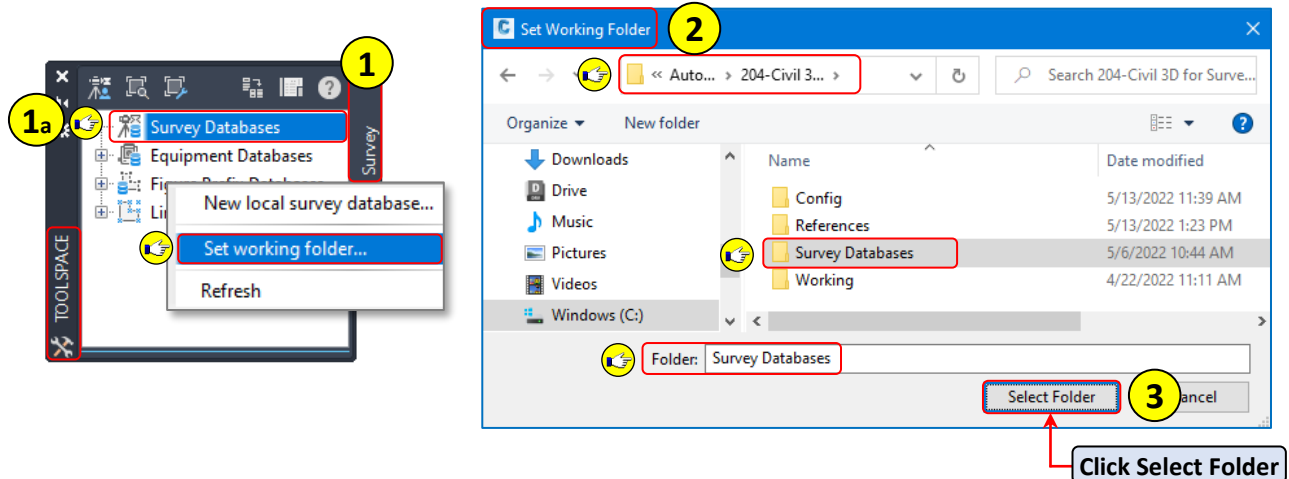 1
1a
Survey Databases
Equipment Databases
New local survey database...
Set working folder...
Refresh
Survey
TOOLSPACE
Set Working Folder
2
« Auto... › 204-Civil 3... ›
Search 204-Civil 3D for Surve...
Organize
New folder
Downloads
Drive
Music
Pictures
Videos
Windows (C:)
Name Date modified
Config 5/13/2022 11:39 AM
References 5/13/2022 1:23 PM
Survey Databases 5/6/2022 10:44 AM
Working 4/22/2022 11:11 AM
Folder: Survey Databases
Select Folder
3
ancel
Click Select Folder